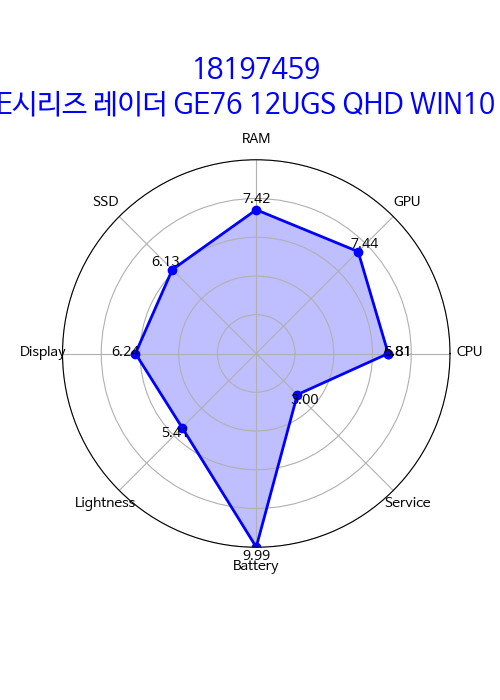 18197459
E시리즈 레이더 GE76 12UGS QHD WIN10
RAM
7.42
SSD
GPU
7.44
6.13
Display
6.24
6.81
CPU
5.41
3.00
Lightness
Service
9.99
Battery